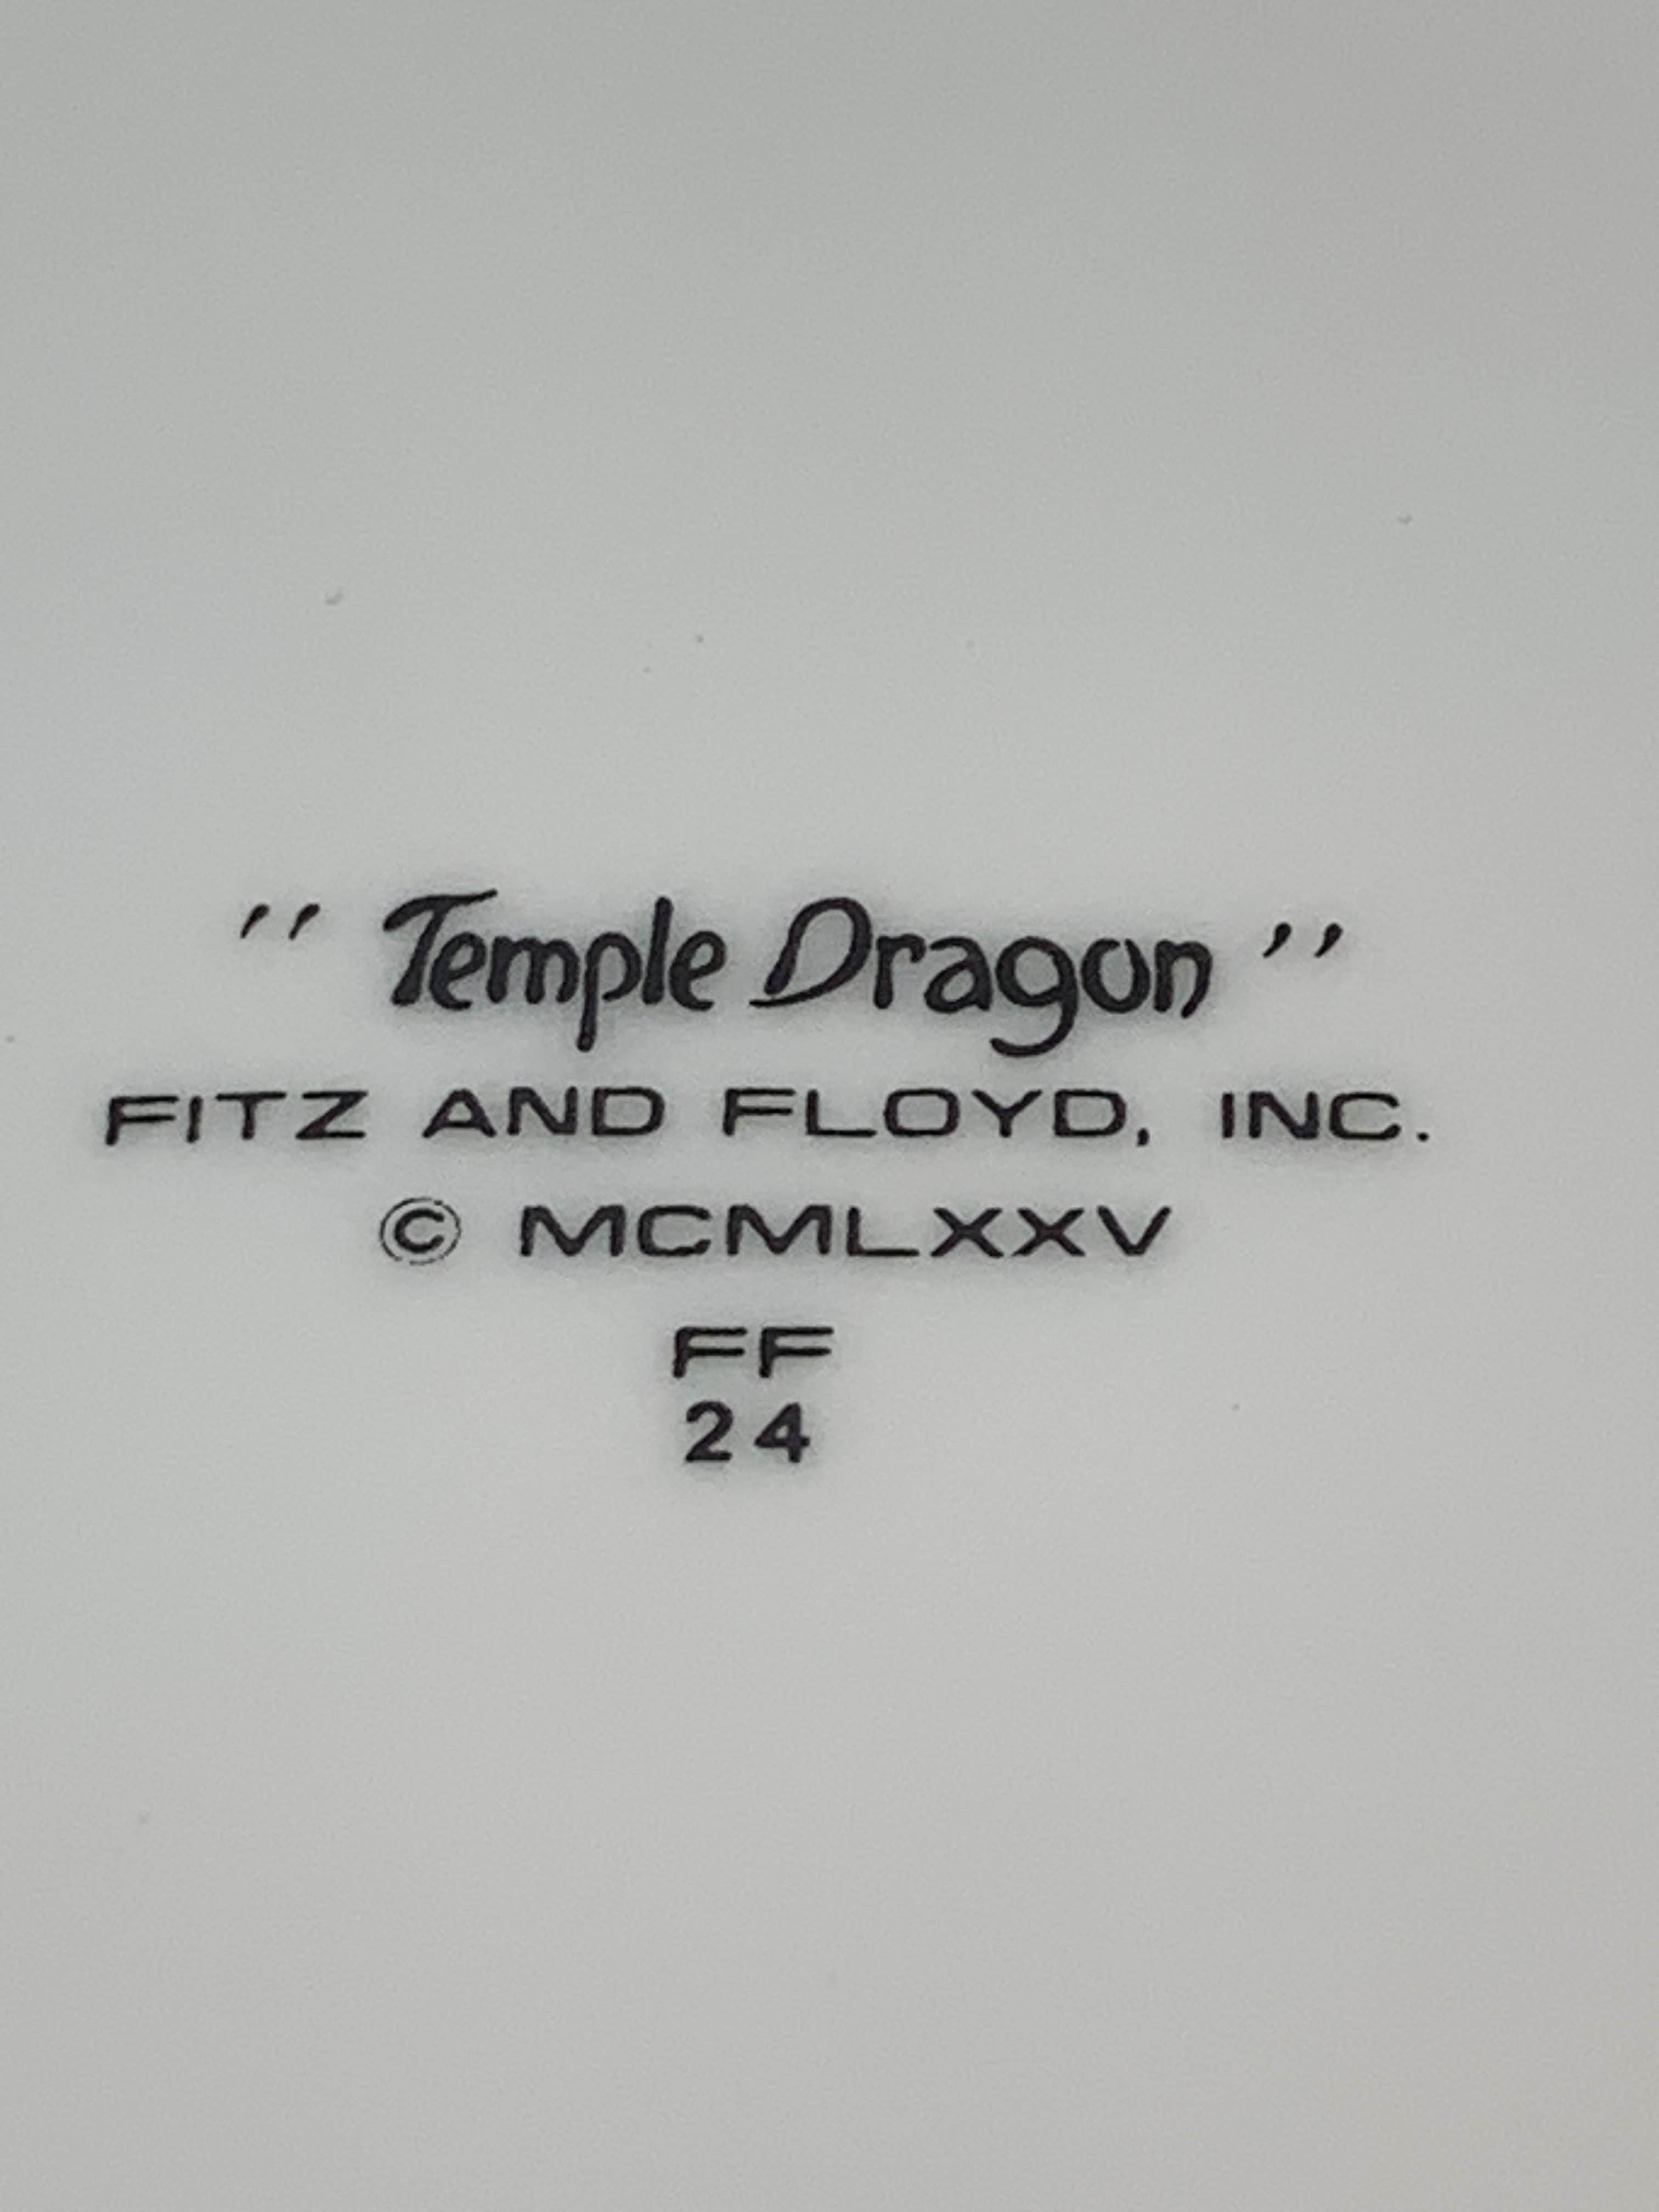 '' Temple Dragon ''
FITZ AND FLOYD, INC.
© MCMLXXV
FF
24